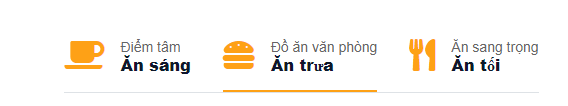 Điểm tâm
Ăn sáng
Đồ ăn văn phòng
Ăn trưa
Ăn sang trọng
Ăn tối